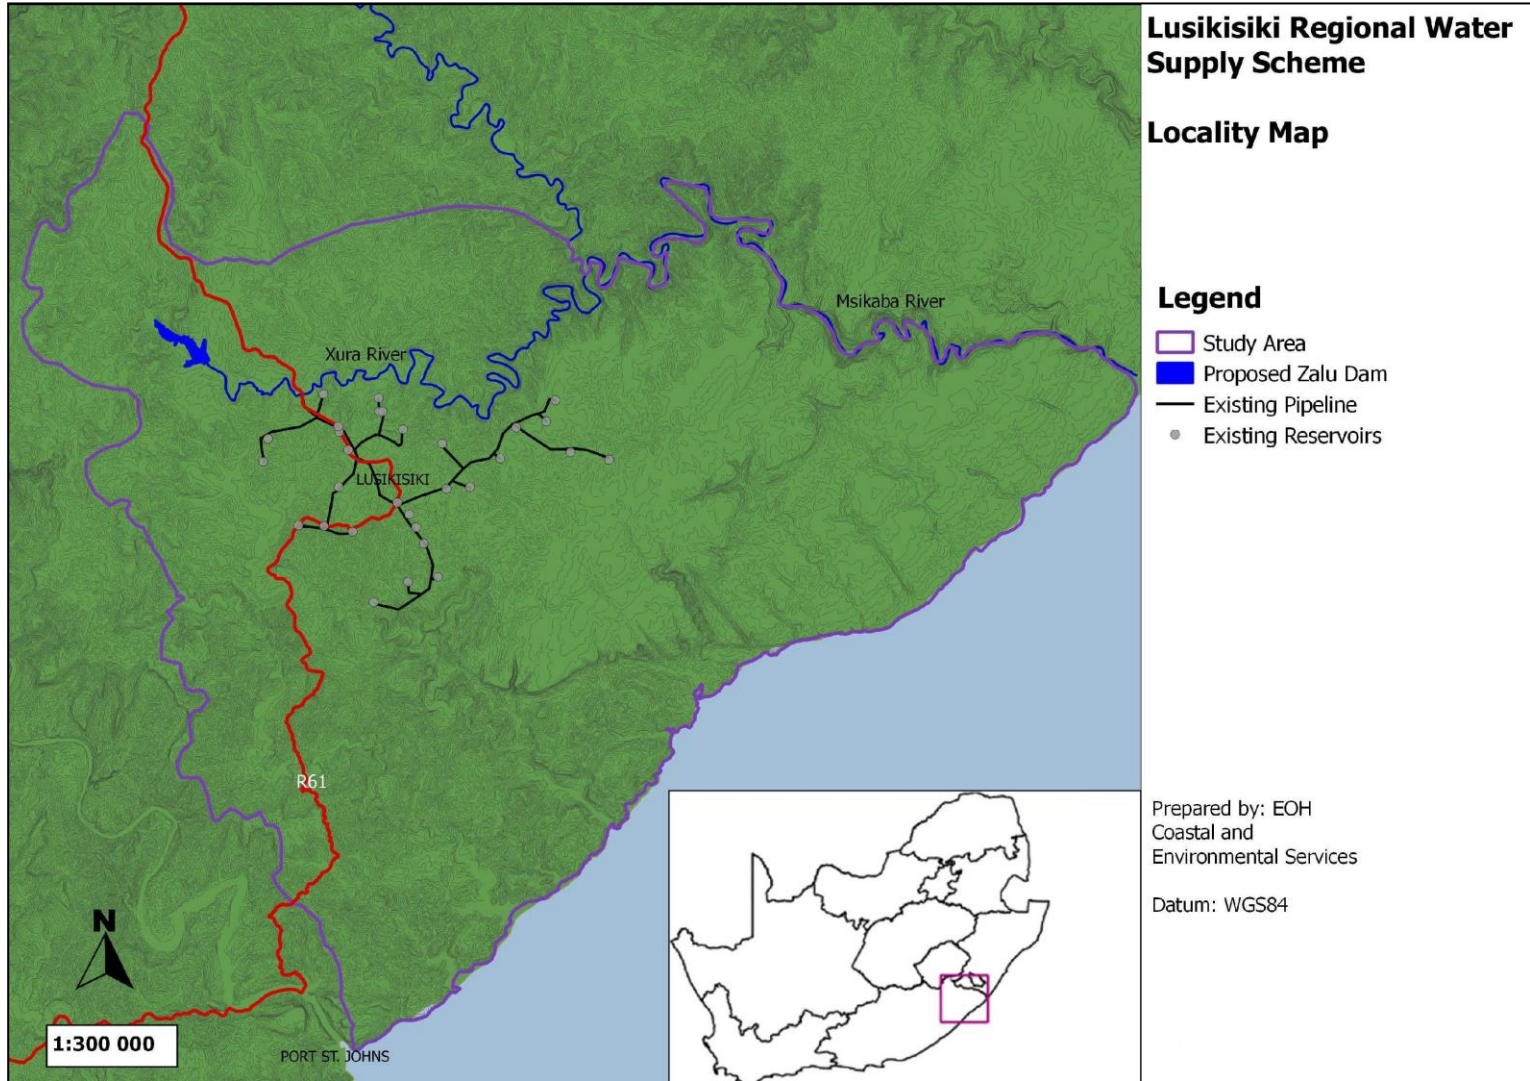 Lusikisiki Regional Water
Supply Scheme
Locality Map
Msikaba River
Xura River
LUSIKISIKI
R61
N
1:300 000
PORT ST. JOHNS
Legend
Study Area
Proposed Zalu Dam
Existing Pipeline
Existing Reservoirs
Prepared by: EOH
Coastal and
Environmental Services
Datum: WGS84